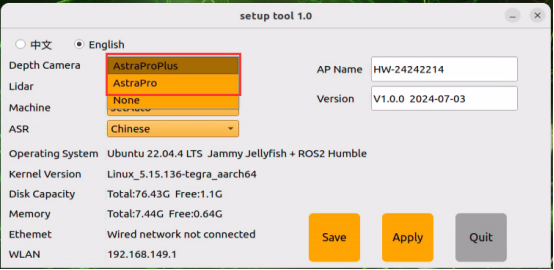 setup tool 1.0
中文 English
Depth Camera AstraProPlus AP Name HW-24242214
Lidar AstraPro
None Version V1.0.0 2024-07-03
Machine
ASR Chinese
Operating System Ubuntu 22.04.4 LTS Jammy Jellyfish + ROS2 Humble
Kernel Version Linux_5.15.136-tegra_aarch64
Disk Capacity Total:76.43G Free:1.1G
Memory Total:7.44G Free:0.64G
Ethemet Wired network not connected
WLAN 192.168.149.1
Save Apply Quit